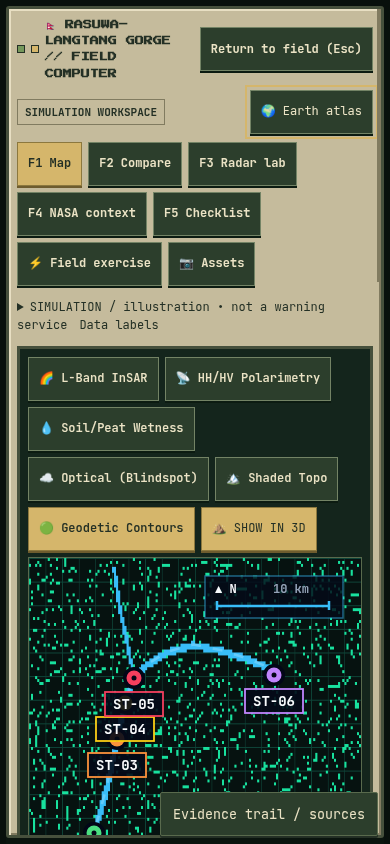 RASUWA-
LANGTANG GORGE
// FIELD
COMPUTER
Return to field (Esc)
SIMULATION WORKSPACE
Earth atlas
F1 Map
F2 Compare
F3 Radar lab
F4 NASA context
F5 Checklist
Field exercise
Assets
SIMULATION / illustration • not a warning
service Data labels
L-Band InSAR
HH/HV Polarimetry
Soil/Peat Wetness
Optical (Blindspot)
Shaded Topo
Geodetic Contours
SHOW IN 3D
▲ N 10 km
ST-05
ST-06
ST-04
ST-03
Evidence trail / sources